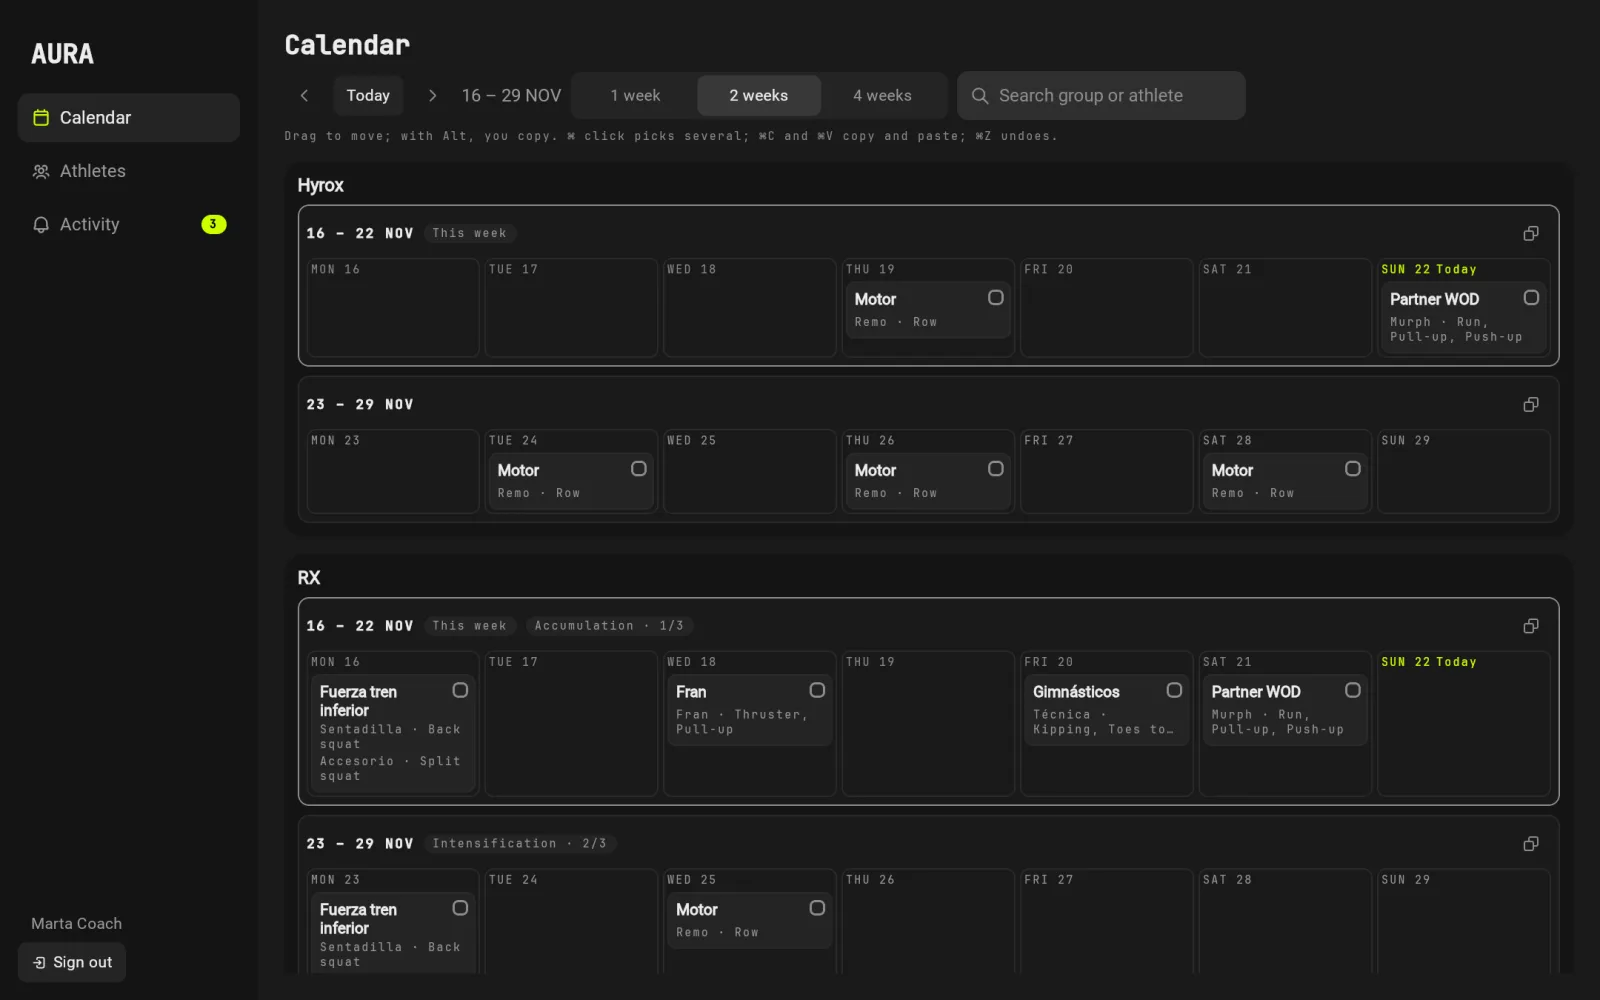 AURA
Calendar
Athletes
Activity
3
Marta Coach
Sign out
Calendar
Today
16 – 29 NOV
1 week
2 weeks
4 weeks
Search group or athlete
Drag to move; with Alt, you copy. ⌘ click picks several; ⌘C and ⌘V copy and paste; ⌘Z undoes.
Hyrox
16 – 22 NOV This week
MON 16
TUE 17
WED 18
THU 19
Motor
Remo · Row
FRI 20
SAT 21
SUN 22 Today
Partner WOD
Murph · Run,
Pull-up, Push-up
23 – 29 NOV
MON 23
TUE 24
Motor
Remo · Row
WED 25
THU 26
Motor
Remo · Row
FRI 27
SAT 28
Motor
Remo · Row
SUN 29
RX
16 – 22 NOV This week Accumulation · 1/3
MON 16
Fuerza tren
inferior
Sentadilla · Back
squat
Accesorio · Split
squat
TUE 17
WED 18
Fran
Fran · Thruster,
Pull-up
THU 19
FRI 20
Gimnásticos
Técnica ·
Kipping, Toes to…
SAT 21
Partner WOD
Murph · Run,
Pull-up, Push-up
SUN 22 Today
23 – 29 NOV Intensification · 2/3
MON 23
Fuerza tren
inferior
Sentadilla · Back
squat
TUE 24
WED 25
Motor
Remo · Row
THU 26
FRI 27
SAT 28
SUN 29